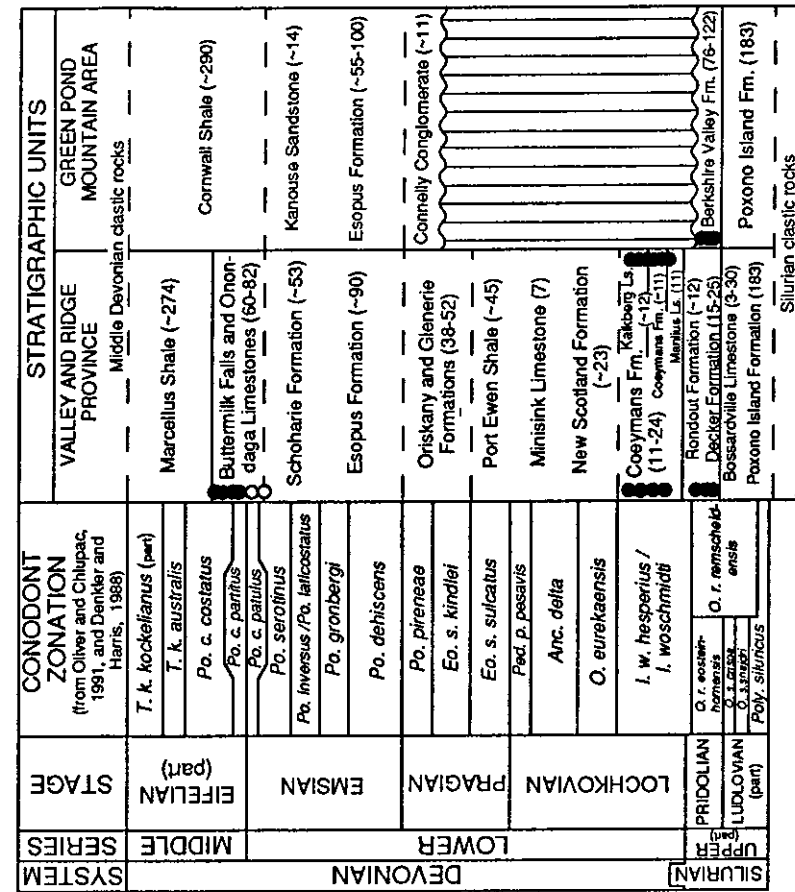 STRATIGRAPHIC UNITS
GREEN POND
MOUNTAIN AREA
VALLEY AND RIDGE
PROVINCE
CONODONT
ZONATION
(from Oliver and Chlupac,
1991, and Denkler and
Harris, 1988)
STAGE
SERIES
SYSTEM
Middle Devonian clastic rocks
Cornwall Shale (~290)
Kanouse Sandstone (~14)
Esopus Formation (~55-100)
Connelly Conglomerate (~11)
Berkshire Valley Fm. (76-122)
Poxono Island Fm. (183)
Marcellus Shale (~274)
Buttermilk Falls and Onon-
daga Limestones (60-82)
Schoharie Formation (~53)
Esopus Formation (~90)
Oriskany and Glenerie
Formations (38-52)
Port Ewen Shale (~45)
Minisink Limestone (7)
New Scotland Formation
(~23)
Kalkberg Ls.
(~12)
Coeymans Fm.
(11-24)
Coeymans Fm. (~11)
Manlius Ls. (11)
Rondout Formation (~12)
Decker Formation (15-25)
Bossardville Limestone (3-30)
Poxono Island Formation (183)
Silurian clastic rocks
T. k. kockelianus (part)
T. k. australis
Po. c. costatus
Po. c. partitus
Po. c. patulus
Po. serotinus
Po. inversus /Po. laticostatus
Po. gronbergi
Po. dehiscens
Po. pireneae
Eo. s. kindlei
Eo. s. sulcatus
Ped. p. pesavis
Anc. delta
O. eurekaensis
I. w. hesperius /
I. woschmidti
O. r. eostein-
hornensis
O. r. remscheid-
ensis
O. s. crispa
O. s. snajdri
Poly. siluricus
EIFELIAN
(part)
EMSIAN
PRAGIAN
LOCHKOVIAN
PRIDOLIAN
LUDLOVIAN
(part)
MIDDLE
LOWER
UPPER
(part)
DEVONIAN
SILURIAN